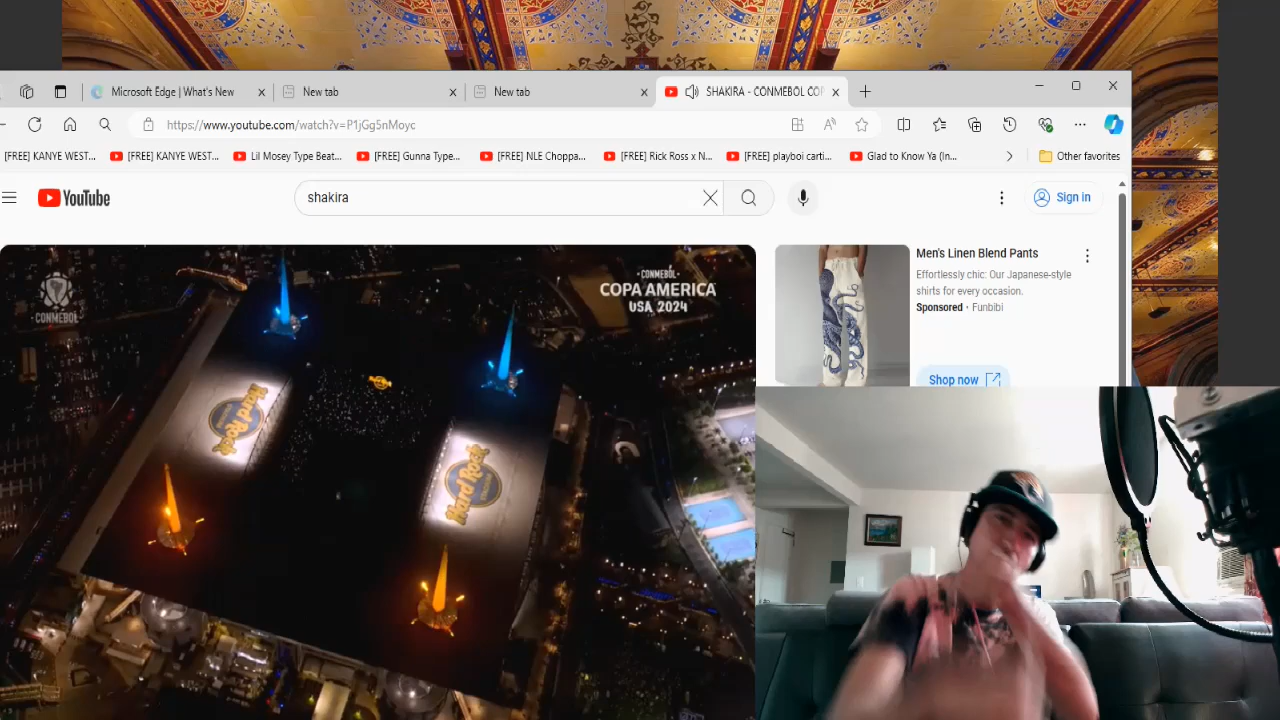 Microsoft Edge | What's New
New tab
New tab
SHAKIRA - CONMEBOL COP
https://www.youtube.com/watch?v=P1jGg5nMoyc
[FREE] KANYE WEST...
[FREE] KANYE WEST...
Lil Mosey Type Beat...
[FREE] Gunna Type...
[FREE] NLE Choppa...
[FREE] Rick Ross x N...
[FREE] playboi carti...
Glad to Know Ya (In...
Other favorites
YouTube
shakira
Sign in
CONMEBOL
CONMEBOL
COPA AMERICA
USA 2024
Hard Rock
Hard Rock
Men's Linen Blend Pants
Effortlessly chic: Our Japanese-style
shirts for every occasion.
Sponsored · Funbibi
Shop now